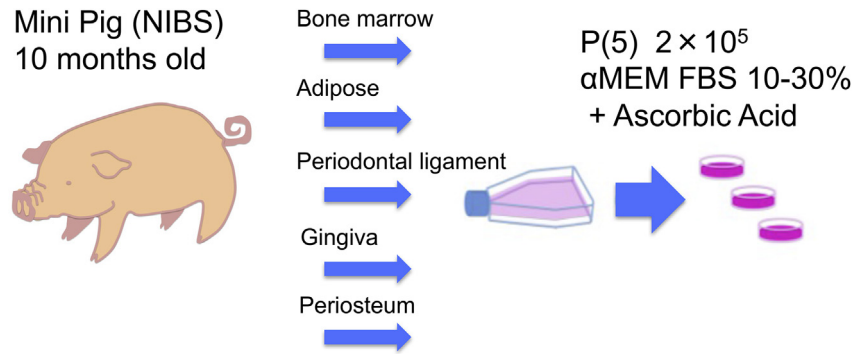 Mini Pig (NIBS)
10 months old
Bone marrow
Adipose
Periodontal ligament
Gingiva
Periosteum
P(5) 2×10⁵
αMEM FBS 10-30%
+ Ascorbic Acid